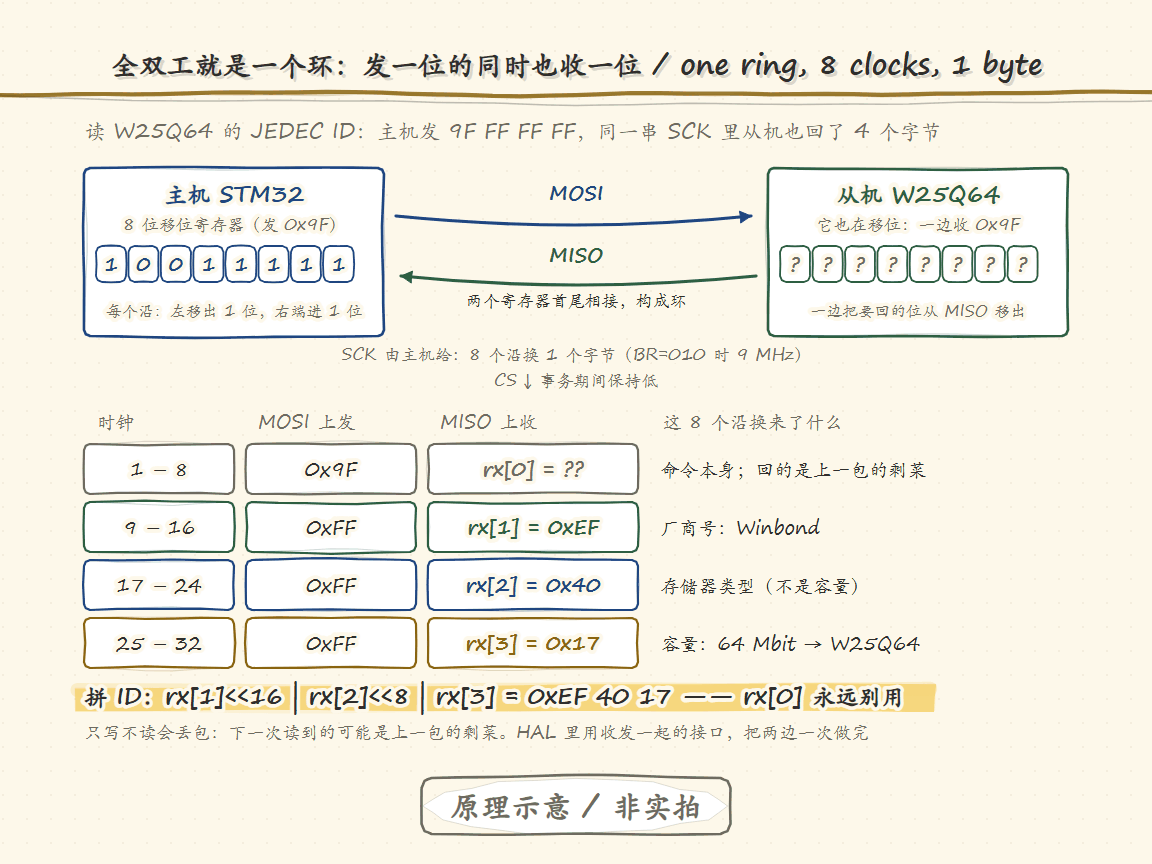 全双工就是一个环：发一位的同时也收一位 / one ring, 8 clocks, 1 byte
读 W25Q64 的 JEDEC ID：主机发 9F FF FF FF，同一串 SCK 里从机也回了 4 个字节
主机 STM32
8 位移位寄存器（发 0x9F）
1 0 0 1 1 1 1 1
每个沿：左移出 1 位，右端进 1 位
MOSI
MISO
两个寄存器首尾相接，构成环
从机 W25Q64
它也在移位：一边收 0x9F
? ? ? ? ? ? ? ?
一边把要回的位从 MISO 移出
SCK 由主机给：8 个沿换 1 个字节（BR=010 时 9 MHz）
CS ↓ 事务期间保持低
时钟 MOSI 上发 MISO 上收 这 8 个沿换来了什么
1 – 8 0x9F rx[0] = ?? 命令本身；回的是上一包的剩菜
9 – 16 0xFF rx[1] = 0xEF 厂商号：Winbond
17 – 24 0xFF rx[2] = 0x40 存储器类型（不是容量）
25 – 32 0xFF rx[3] = 0x17 容量：64 Mbit → W25Q64
拼 ID：rx[1]<<16 | rx[2]<<8 | rx[3] = 0xEF 40 17 —— rx[0] 永远别用
只写不读会丢包：下一次读到的可能是上一包的剩菜。HAL 里用收发一起的接口，把两边一次做完
原理示意 / 非实拍